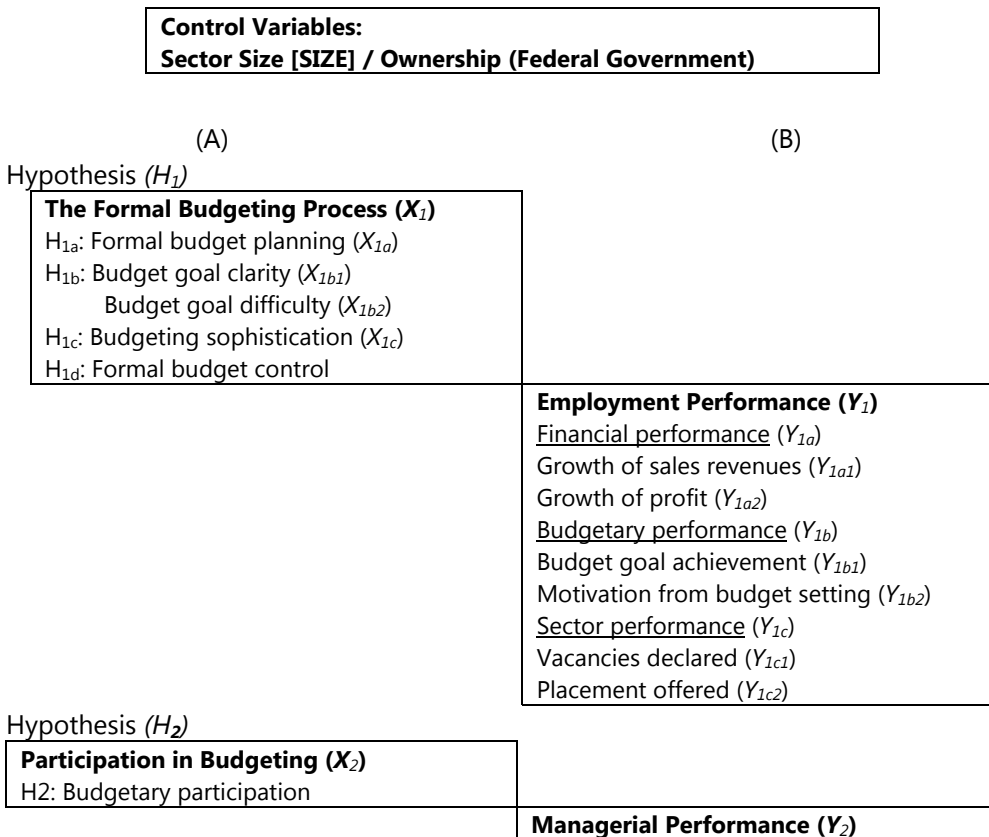 Control Variables:
Sector Size [SIZE] / Ownership (Federal Government)
(A) (B)
Hypothesis (H1)
The Formal Budgeting Process (X1)
H1a: Formal budget planning (X1a)
H1b: Budget goal clarity (X1b1)
Budget goal difficulty (X1b2)
H1c: Budgeting sophistication (X1c)
H1d: Formal budget control
Employment Performance (Y1)
Financial performance (Y1a)
Growth of sales revenues (Y1a1)
Growth of profit (Y1a2)
Budgetary performance (Y1b)
Budget goal achievement (Y1b1)
Motivation from budget setting (Y1b2)
Sector performance (Y1c)
Vacancies declared (Y1c1)
Placement offered (Y1c2)
Hypothesis (H2)
Participation in Budgeting (X2)
H2: Budgetary participation
Managerial Performance (Y2)